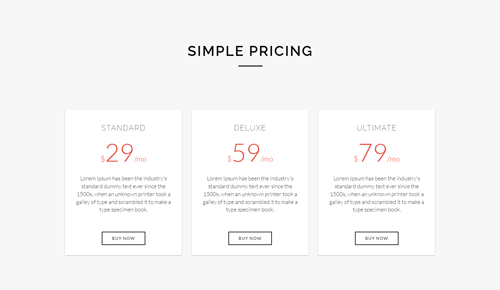 SIMPLE PRICING
STANDARD
$29/mo
Lorem Ipsum has been the industry's
standard dummy text ever since the
1500s, when an unknown printer took a
galley of type and scrambled it to make a
type specimen book.
BUY NOW
DELUXE
$59/mo
Lorem Ipsum has been the industry's
standard dummy text ever since the
1500s, when an unknown printer took a
galley of type and scrambled it to make a
type specimen book.
BUY NOW
ULTIMATE
$79/mo
Lorem Ipsum has been the industry's
standard dummy text ever since the
1500s, when an unknown printer took a
galley of type and scrambled it to make a
type specimen book.
BUY NOW